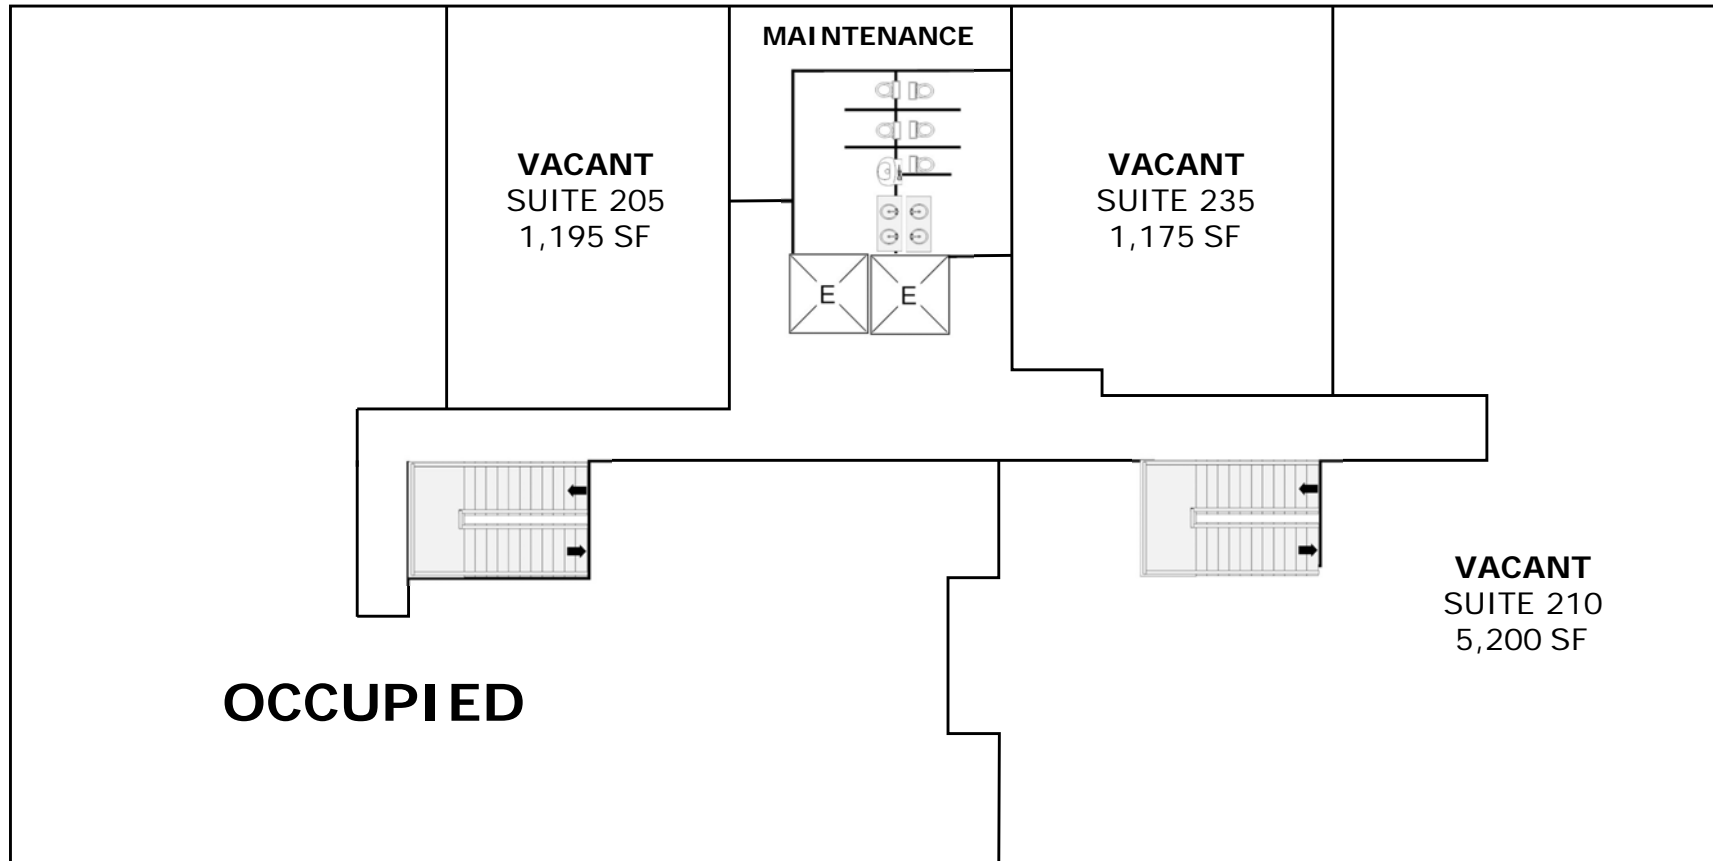 MAINTENANCE
VACANT
SUITE 205
1,195 SF
VACANT
SUITE 235
1,175 SF
E
E
VACANT
SUITE 210
5,200 SF
OCCUPIED